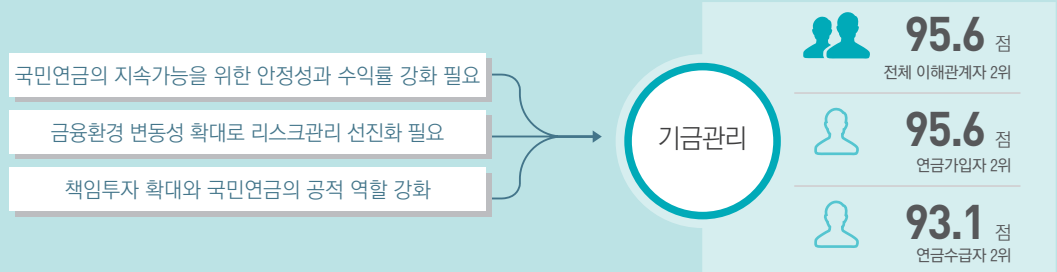 국민연금의 지속가능을 위한 안정성과 수익률 강화 필요
금융환경 변동성 확대로 리스크관리 선진화 필요
책임투자 확대와 국민연금의 공적 역할 강화
기금관리
95.6 점
전체 이해관계자 2위
95.6 점
연금가입자 2위
93.1 점
연금수급자 2위